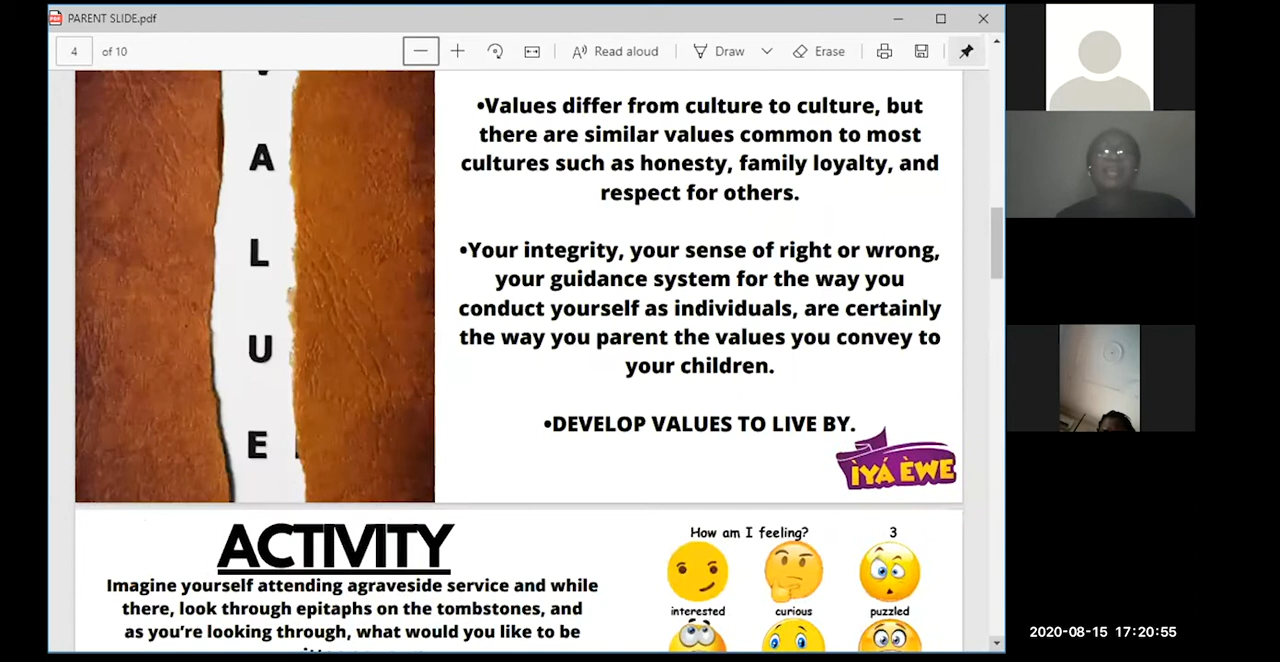 PARENT SLIDE.pdf
4 of 10
Read aloud
Draw
Erase
A
L
U
E
•Values differ from culture to culture, but
there are similar values common to most
cultures such as honesty, family loyalty, and
respect for others.
•Your integrity, your sense of right or wrong,
your guidance system for the way you
conduct yourself as individuals, are certainly
the way you parent the values you convey to
your children.
•DEVELOP VALUES TO LIVE BY.
ÌYÁ ÈWE
ACTIVITY
Imagine yourself attending agraveside service and while
there, look through epitaphs on the tombstones, and
as you’re looking through, what would you like to be
How am I feeling?
3
interested
curious
puzzled
2020-08-15 17:20:55